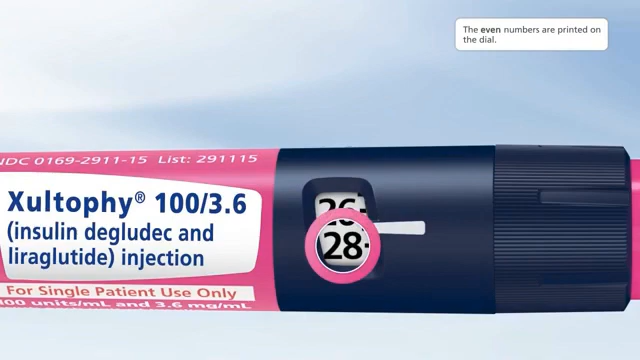 The even numbers are printed on
the dial.
NDC 0169-2911-15 List: 291115
Xultophy® 100/3.6
(insulin degludec and
liraglutide) injection
For Single Patient Use Only
100 units/mL and 3.6 mg/mL
26
28